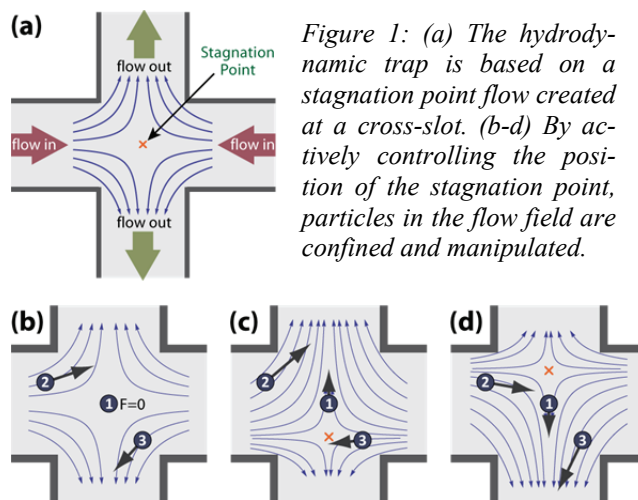 (a)
flow out
Stagnation
Point
flow in
flow in
flow out
Figure 1: (a) The hydrody-
namic trap is based on a
stagnation point flow created
at a cross-slot. (b-d) By ac-
tively controlling the posi-
tion of the stagnation point,
particles in the flow field are
confined and manipulated.
(b)
2
1 F=0
3
(c)
2
1
3
(d)
2
1
3